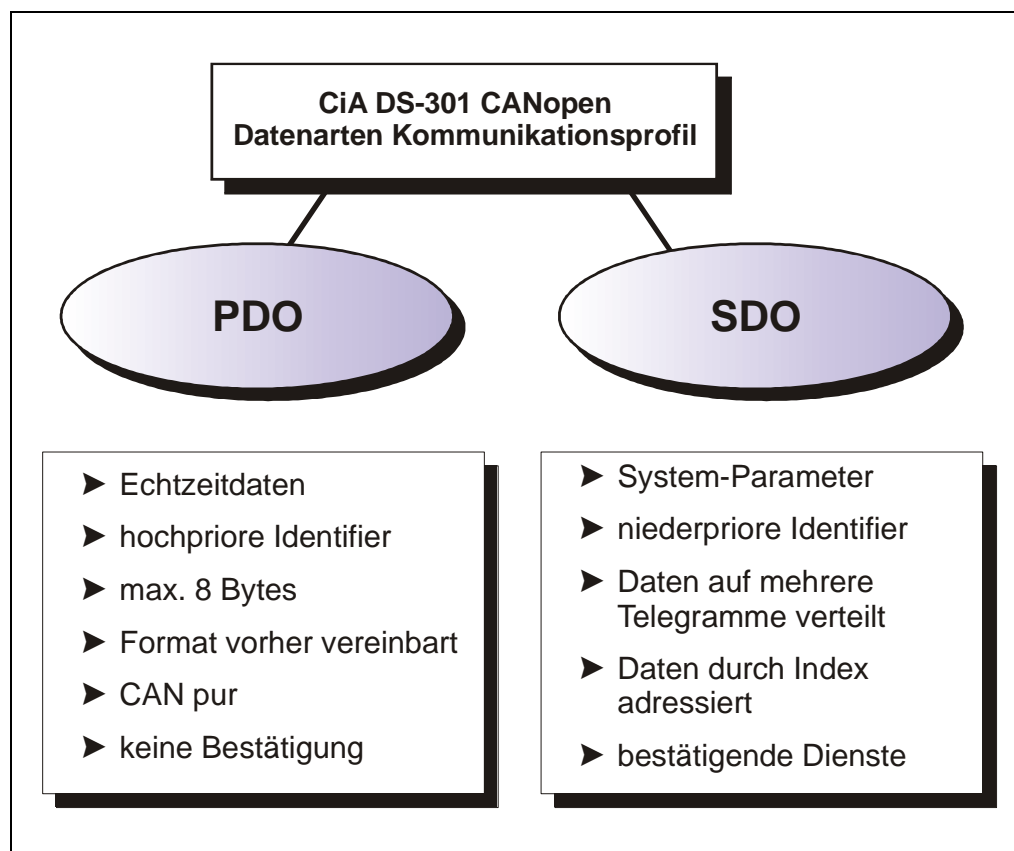 CiA DS-301 CANopen
Datenarten Kommunikationsprofil
PDO
SDO
➤ Echtzeitdaten
➤ hochpriore Identifier
➤ max. 8 Bytes
➤ Format vorher vereinbart
➤ CAN pur
➤ keine Bestätigung
➤ System-Parameter
➤ niederpriore Identifier
➤ Daten auf mehrere
Telegramme verteilt
➤ Daten durch Index
adressiert
➤ bestätigende Dienste